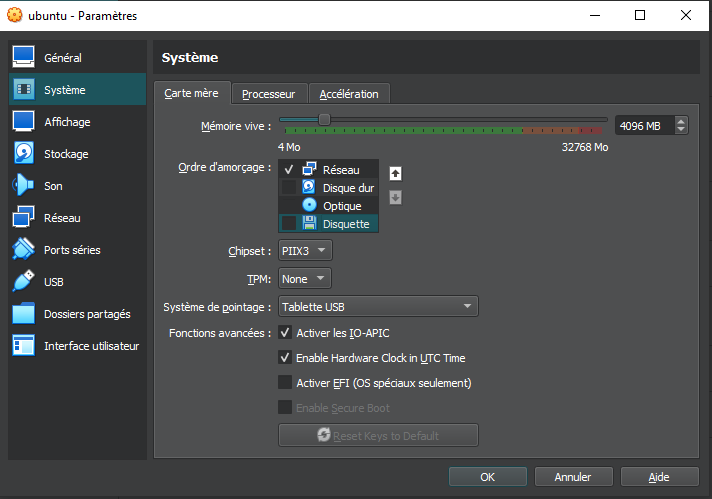 ubuntu - Paramètres
Général
Système
Affichage
Stockage
Son
Réseau
Ports séries
USB
Dossiers partagés
Interface utilisateur
Système
Carte mère Processeur Accélération
Mémoire vive : 4096 MB
4 Mo 32768 Mo
Ordre d'amorçage : Réseau
Disque dur
Optique
Disquette
Chipset : PIIX3
TPM: None
Système de pointage : Tablette USB
Fonctions avancées : Activer les IO-APIC
Enable Hardware Clock in UTC Time
Activer EFI (OS spéciaux seulement)
Enable Secure Boot
Reset Keys to Default
OK Annuler Aide